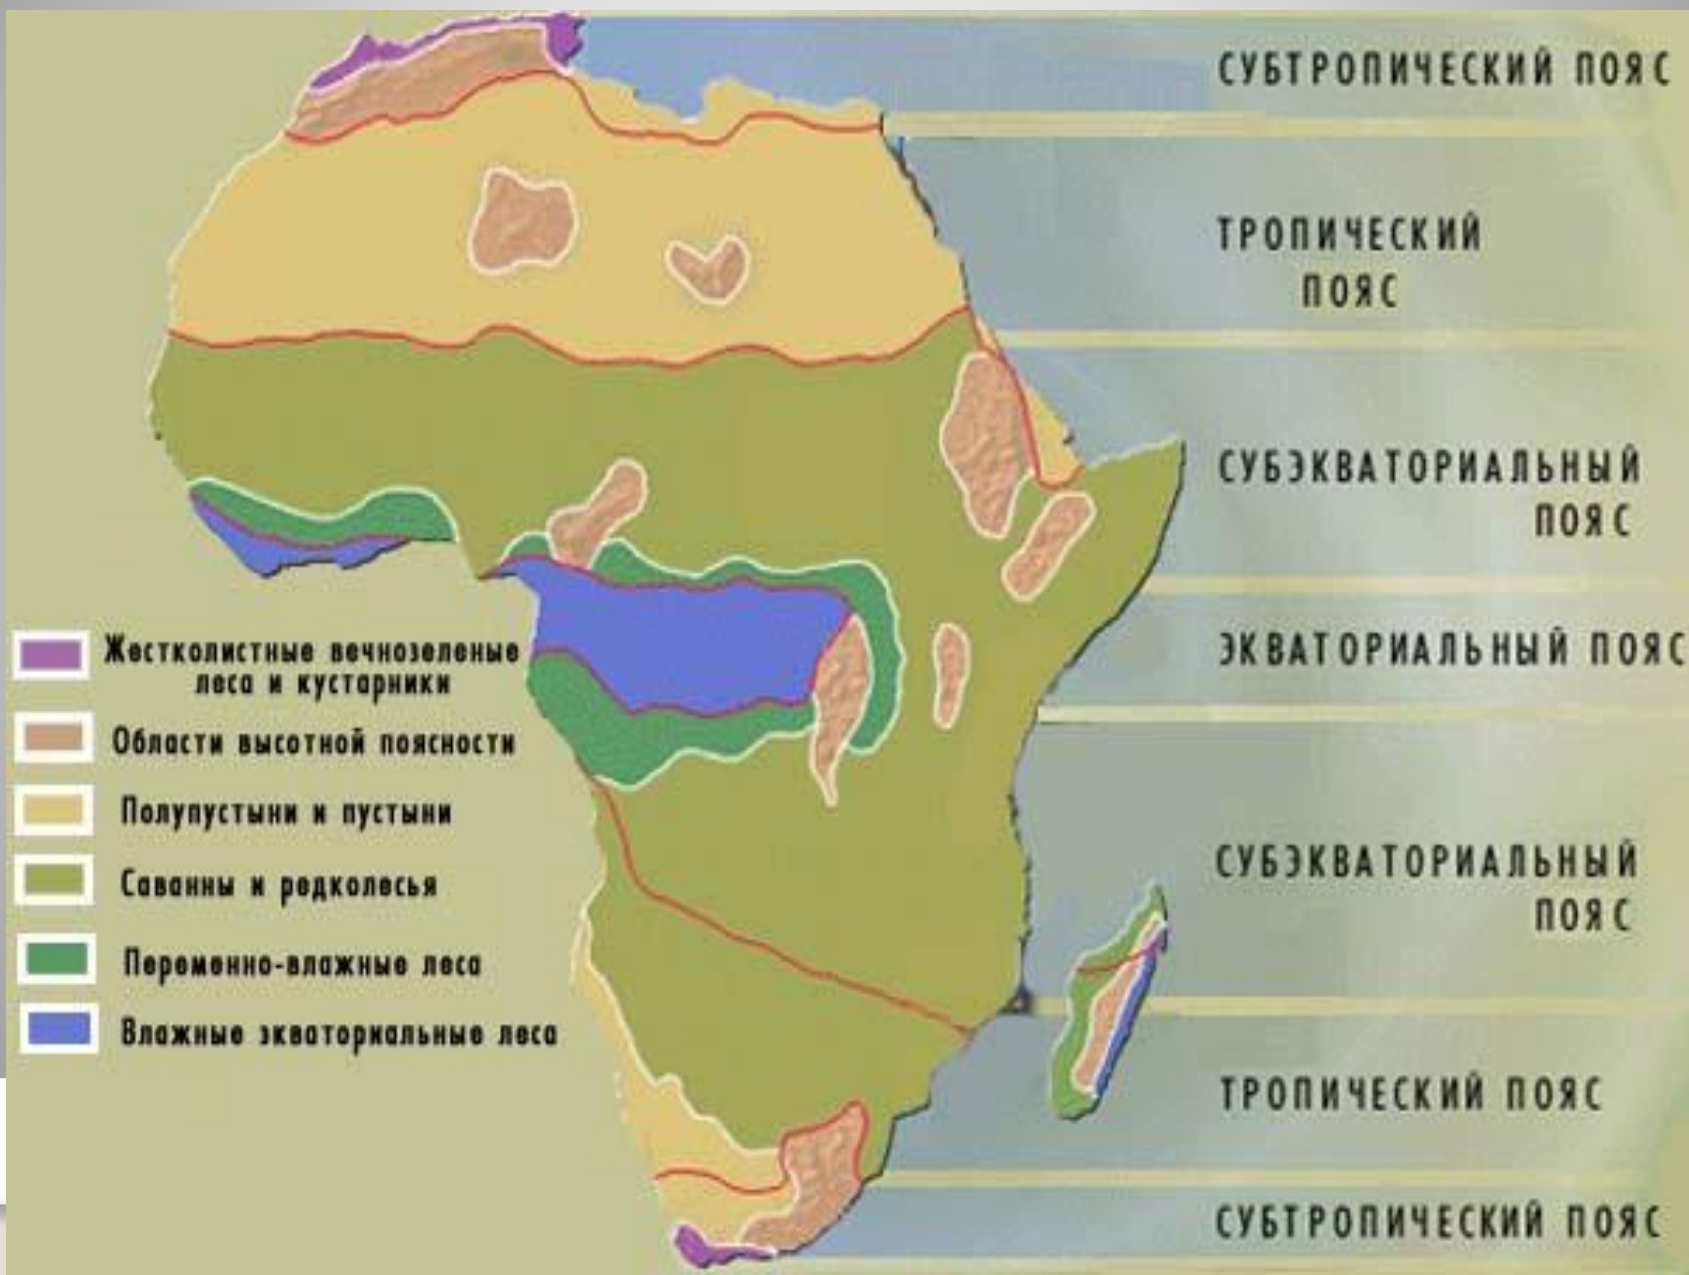 СУБТРОПИЧЕСКИЙ ПОЯС
ТРОПИЧЕСКИЙ
ПОЯС
СУБЭКВАТОРИАЛЬНЫЙ
ПОЯС
ЭКВАТОРИАЛЬНЫЙ ПОЯС
СУБЭКВАТОРИАЛЬНЫЙ
ПОЯС
ТРОПИЧЕСКИЙ ПОЯС
СУБТРОПИЧЕСКИЙ ПОЯС
Жестколистные вечнозеленые
леса и кустарники
Области высотной поясности
Полупустыни и пустыни
Саванны и редколесья
Переменно-влажные леса
Влажные экваториальные леса